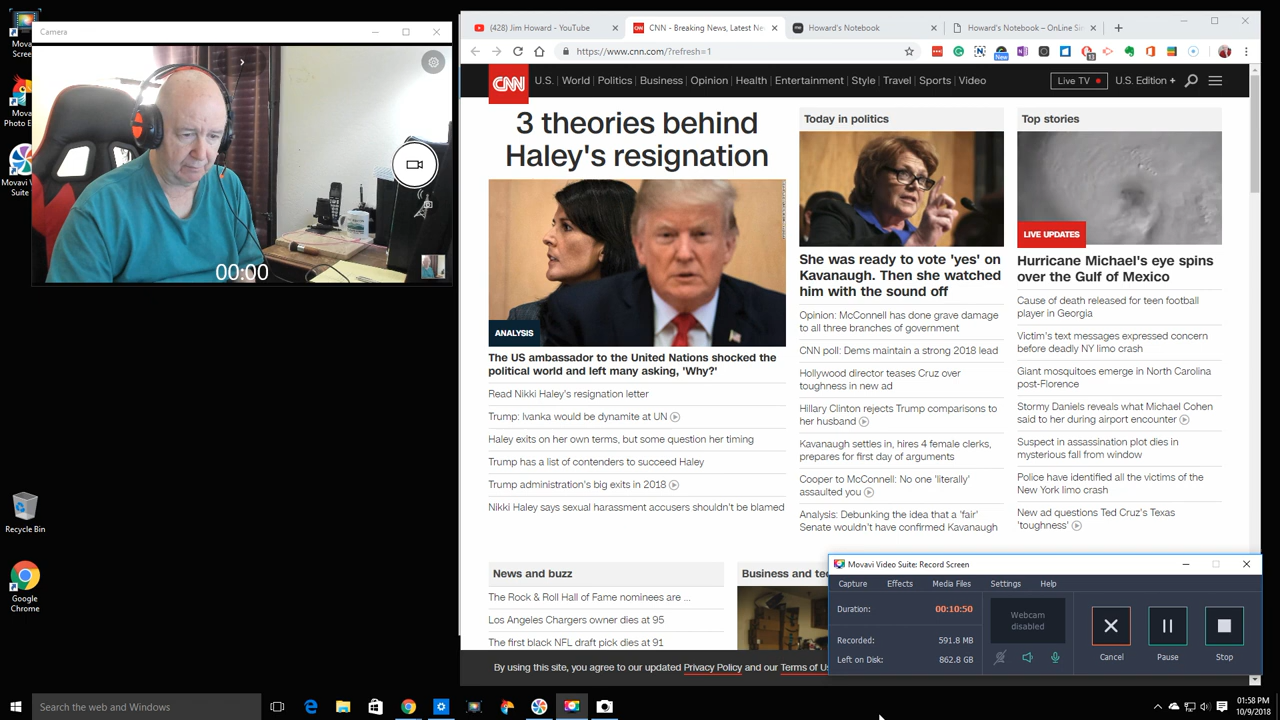 Camera
00:00
Mova
Scree
Mova
Photo E
Movavi V
Suite
Recycle Bin
Google
Chrome
(428) Jim Howard - YouTube
CNN - Breaking News, Latest Ne
Howard's Notebook
Howard's Notebook – OnLine Sit
https://www.cnn.com/?refresh=1
New
13
CNN
U.S. World Politics Business Opinion Health Entertainment Style Travel Sports Video
Live TV
U.S. Edition +
3 theories behind
Haley's resignation
ANALYSIS
The US ambassador to the United Nations shocked the
political world and left many asking, 'Why?'
Read Nikki Haley's resignation letter
Trump: Ivanka would be dynamite at UN
Haley exits on her own terms, but some question her timing
Trump has a list of contenders to succeed Haley
Trump administration's big exits in 2018
Nikki Haley says sexual harassment accusers shouldn't be blamed
Today in politics
She was ready to vote 'yes' on
Kavanaugh. Then she watched
him with the sound off
Opinion: McConnell has done grave damage
to all three branches of government
CNN poll: Dems maintain a strong 2018 lead
Hollywood director teases Cruz over
toughness in new ad
Hillary Clinton rejects Trump comparisons to
her husband
Kavanaugh settles in, hires 4 female clerks,
prepares for first day of arguments
Cooper to McConnell: No one 'literally'
assaulted you
Analysis: Debunking the idea that a 'fair'
Senate wouldn't have confirmed Kavanaugh
Top stories
LIVE UPDATES
Hurricane Michael's eye spins
over the Gulf of Mexico
Cause of death released for teen football
player in Georgia
Victim's text messages expressed concern
before deadly NY limo crash
Giant mosquitoes emerge in North Carolina
post-Florence
Stormy Daniels reveals what Michael Cohen
said to her during airport encounter
Suspect in assassination plot dies in
mysterious fall from window
Police have identified all the victims of the
New York limo crash
New ad questions Ted Cruz's Texas
'toughness'
News and buzz
The Rock & Roll Hall of Fame nominees are ...
Los Angeles Chargers owner dies at 95
The first black NFL draft pick dies at 91
Business and te
By using this site, you agree to our updated Privacy Policy and our Terms of U
Movavi Video Suite: Record Screen
Capture Effects Media Files Settings Help
Duration: 00:10:50
Recorded: 591.8 MB
Left on Disk: 862.8 GB
Webcam
disabled
Cancel Pause Stop
Search the web and Windows
01:58 PM
10/9/2018